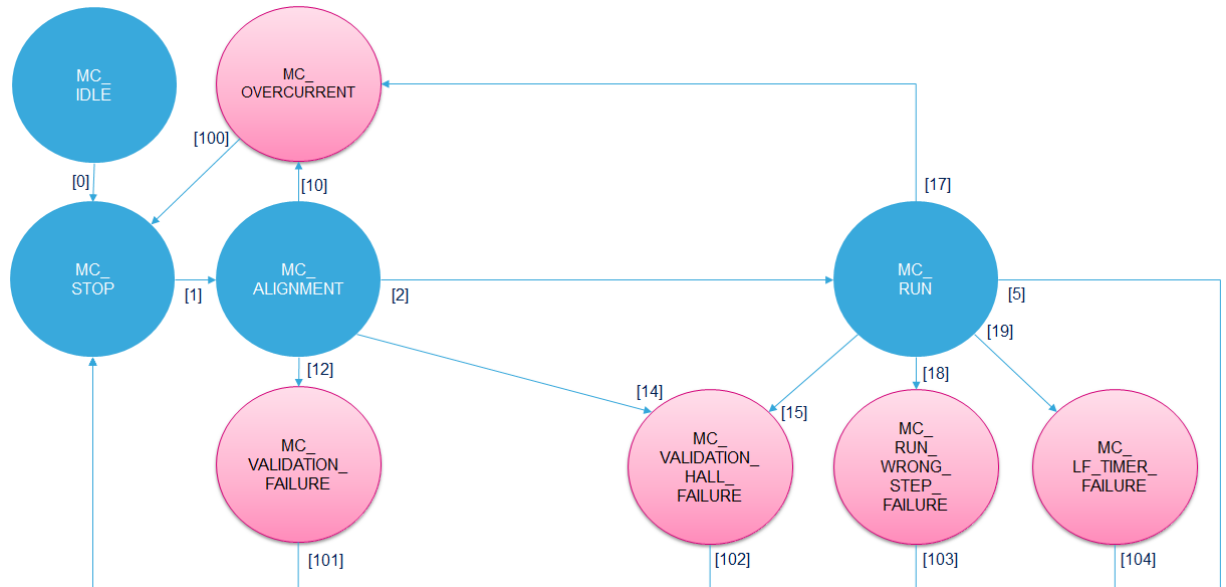 MC_
IDLE
MC_
OVERCURRENT
[100]
[0]
[10]
[17]
MC_
STOP
[1]
MC_
ALIGNMENT
[2]
MC_
RUN
[5]
[19]
[12]
[18]
[14]
[15]
MC_
VALIDATION_
FAILURE
MC_
VALIDATION_
HALL_
FAILURE
MC_
RUN_
WRONG_
STEP_
FAILURE
MC_
LF_TIMER_
FAILURE
[101]
[102]
[103]
[104]